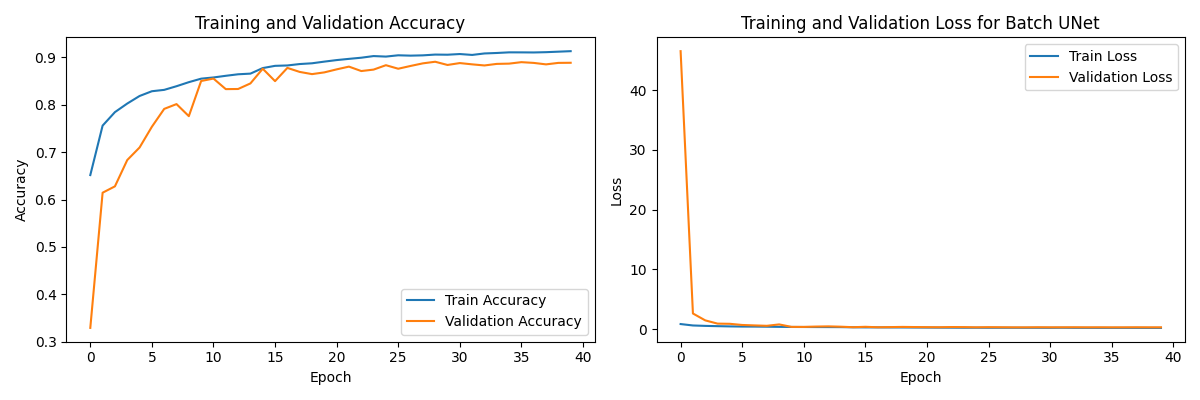 Training and Validation Accuracy
0.9
0.8
0.7
0.6
0.5
0.4
0.3
Accuracy
Train Accuracy
Validation Accuracy
0 5 10 15 20 25 30 35 40
Epoch
Training and Validation Loss for Batch UNet
Train Loss
Validation Loss
40
30
20
10
0
Loss
0 5 10 15 20 25 30 35 40
Epoch